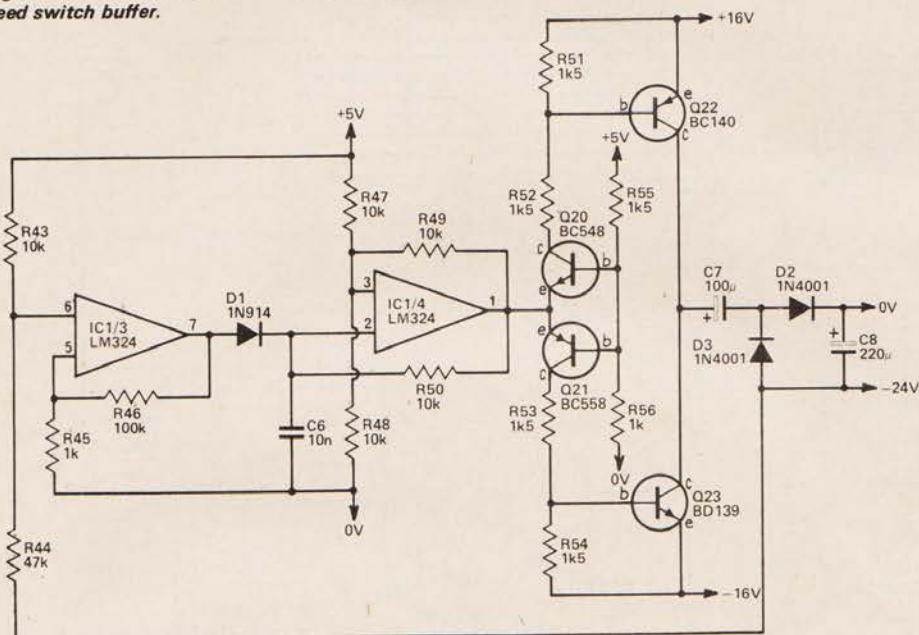 eed switch buffer.
+16V
R51
1k5
e
b
Q22
BC140
c
+5V
+5V
R43
10k
R47
10k
R49
10k
R52
1k5
R55
1k5
Q20
BC548
c
b
e
C7
100µ
D2
1N4001
0V
6
IC1/3
LM324
7
5
D1
1N914
3
IC1/4
LM324
1
2
e
b
c
Q21
BC558
+
D3
1N4001
+
C8
220µ
-24V
R46
100k
R50
10k
R45
1k
C6
10n
R48
10k
R53
1k5
R56
1k
0V
0V
c
b
Q23
BD139
e
R44
47k
R54
1k5
-16V